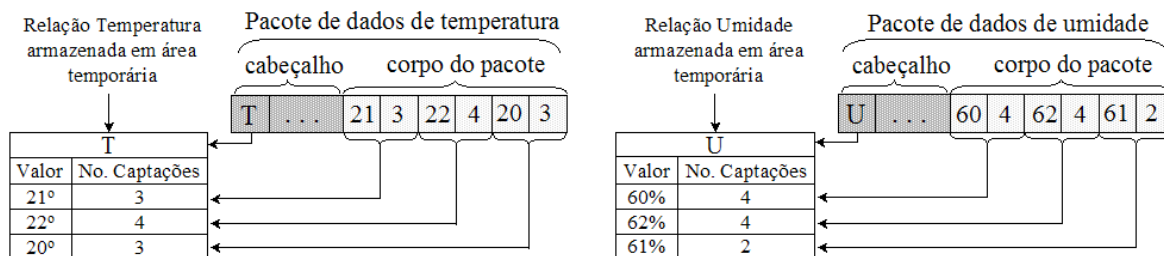 Relação Temperatura
armazenada em área
temporária
Pacote de dados de temperatura
cabeçalho corpo do pacote
T ... 21 3 22 4 20 3
T
Valor No. Captações
21º 3
22º 4
20º 3
Relação Umidade
armazenada em área
temporária
Pacote de dados de umidade
cabeçalho corpo do pacote
U ... 60 4 62 4 61 2
U
Valor No. Captações
60% 4
62% 4
61% 2